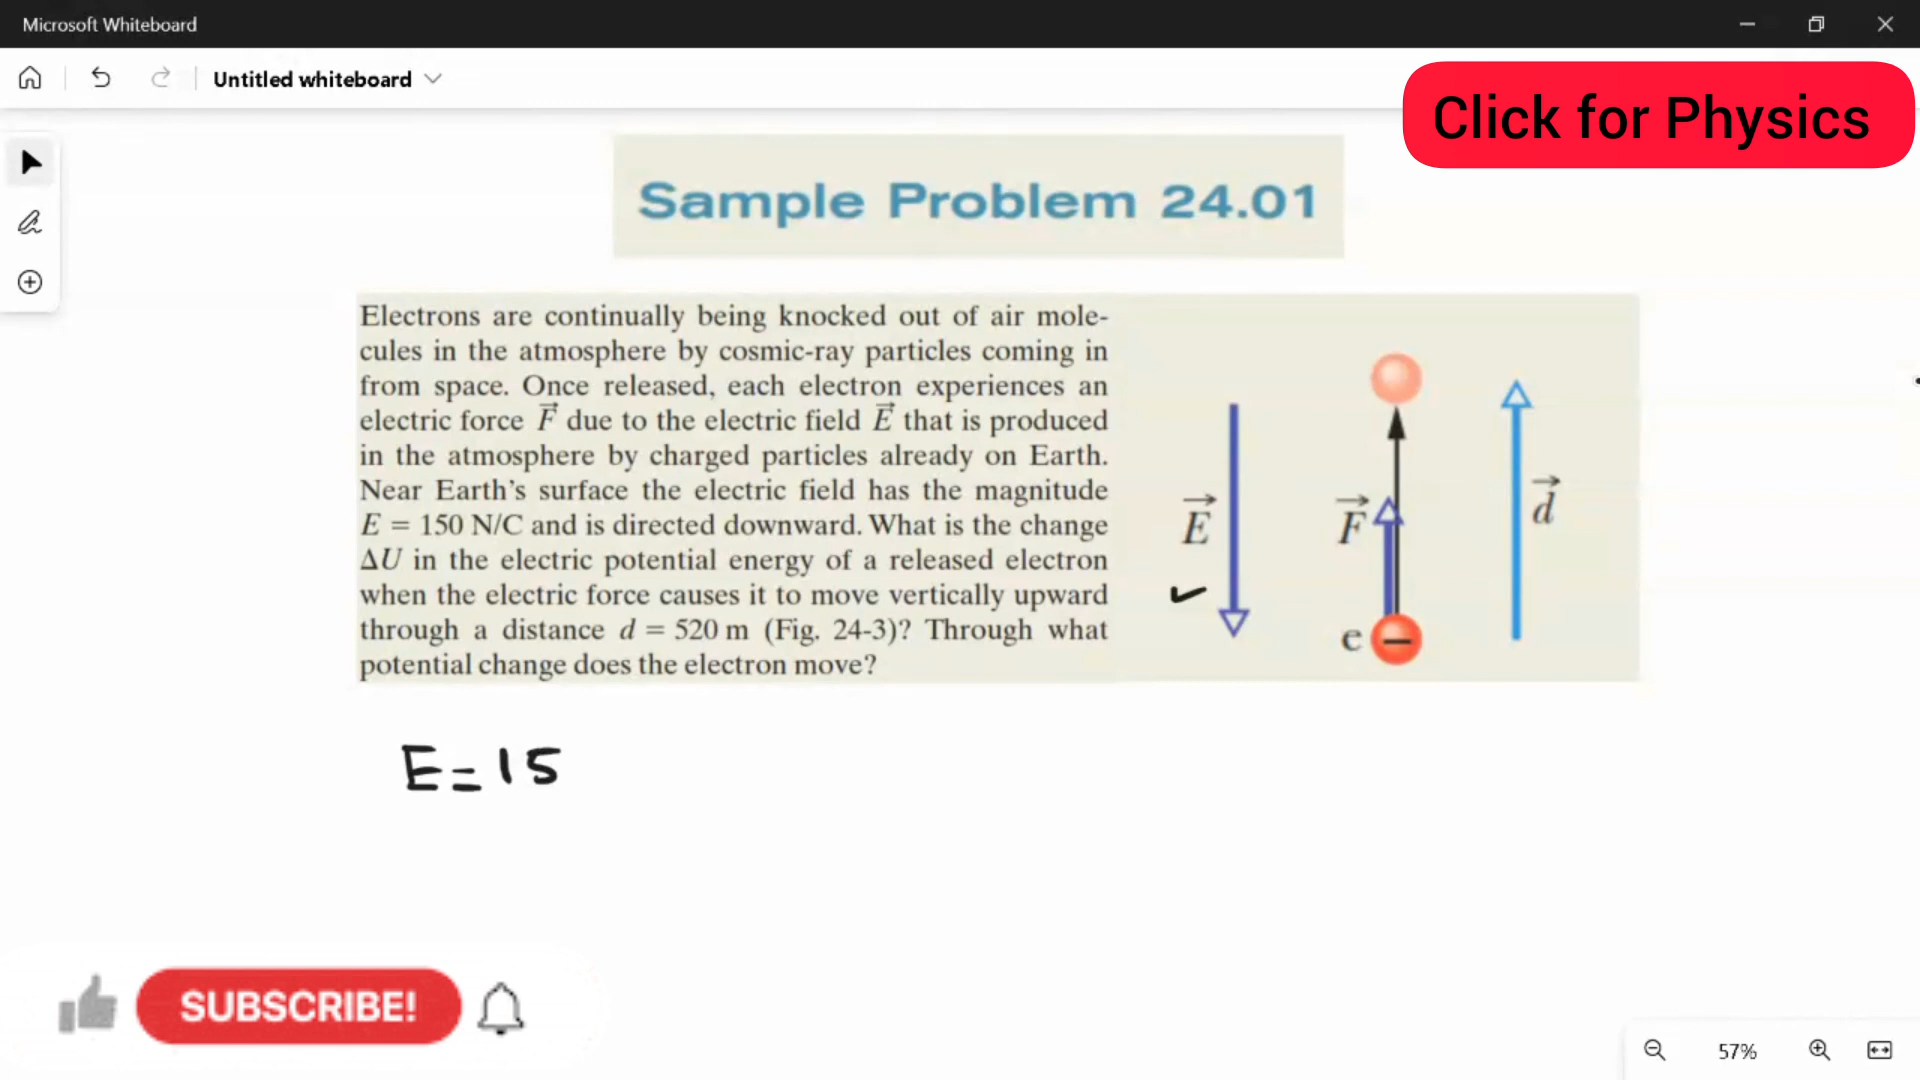 Microsoft Whiteboard
Untitled whiteboard
Click for Physics
Sample Problem 24.01
Electrons are continually being knocked out of air mole-
cules in the atmosphere by cosmic-ray particles coming in
from space. Once released, each electron experiences an
electric force F⃗ due to the electric field E⃗ that is produced
in the atmosphere by charged particles already on Earth.
Near Earth's surface the electric field has the magnitude
E = 150 N/C and is directed downward. What is the change
ΔU in the electric potential energy of a released electron
when the electric force causes it to move vertically upward
through a distance d = 520 m (Fig. 24-3)? Through what
potential change does the electron move?
E⃗
F⃗
d⃗
e
−
E=15
SUBSCRIBE!
57%